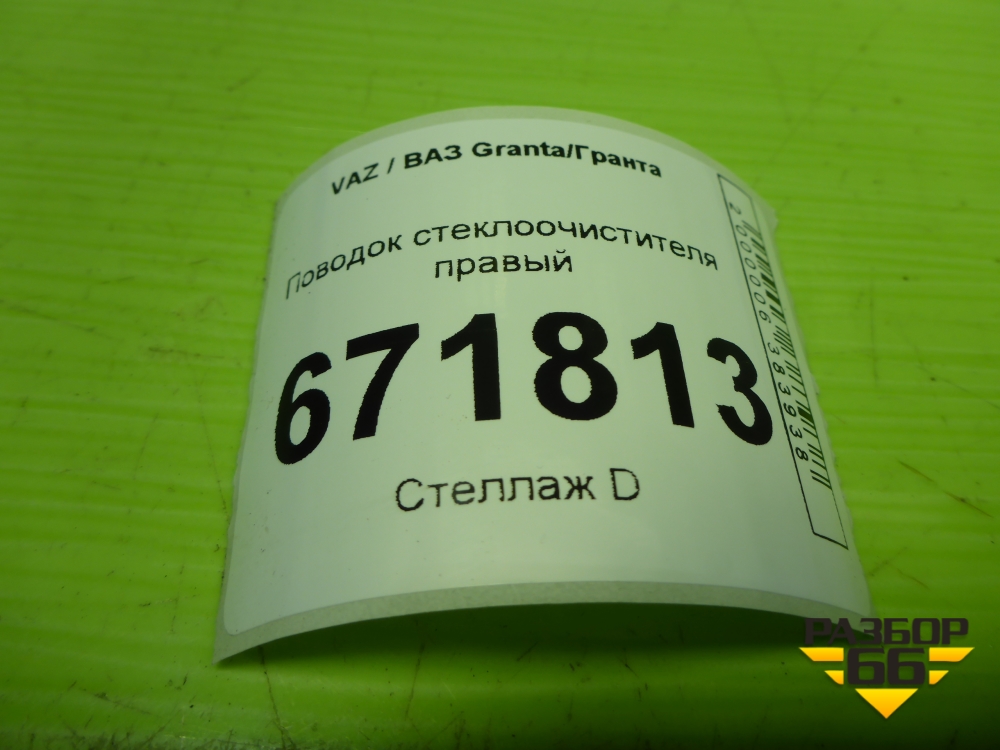 VAZ / ВАЗ Granta/Гранта
Поводок стеклоочистителя
правый
671813
Стеллаж D
2000006383938
РАЗБОР
66